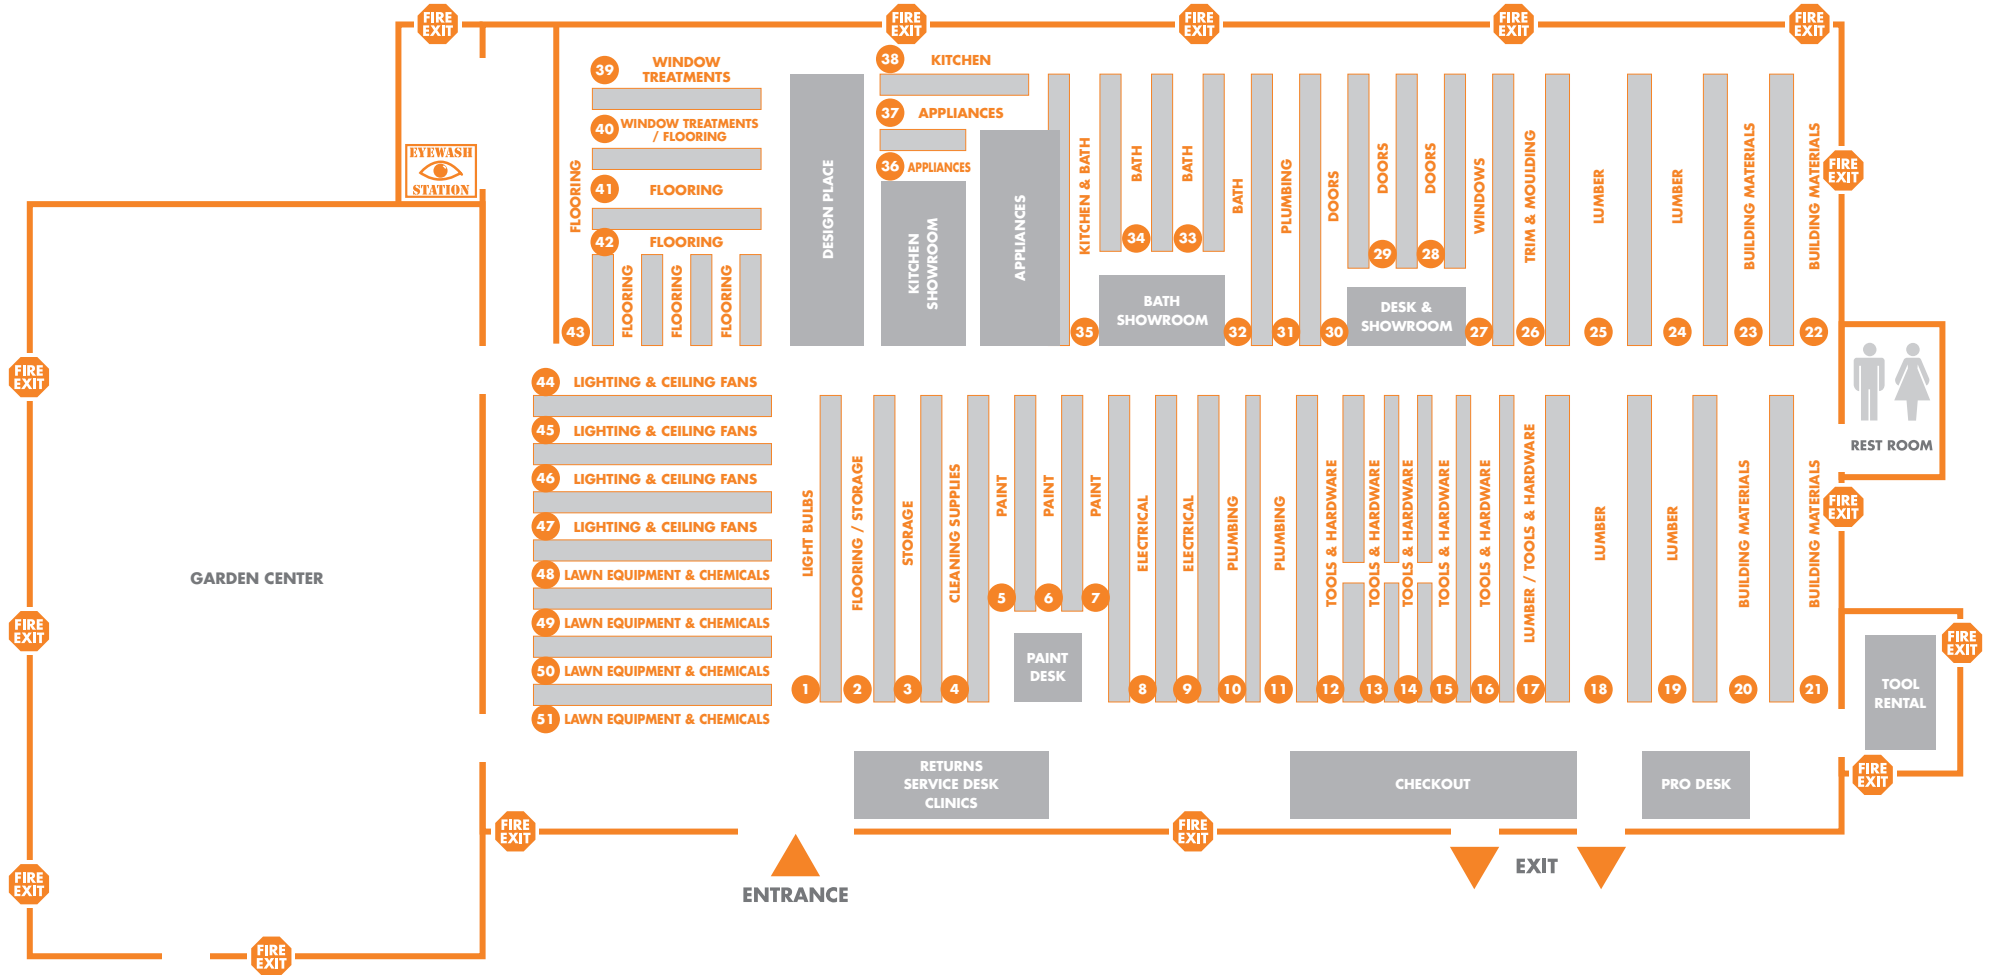 FIRE
EXIT
FIRE
EXIT
FIRE
EXIT
FIRE
EXIT
FIRE
EXIT
39
WINDOW
TREATMENTS
40
WINDOW TREATMENTS
/ FLOORING
41
FLOORING
42
FLOORING
FLOORING
FLOORING
FLOORING
FLOORING
43
EYEWASH
STATION
DESIGN PLACE
38
KITCHEN
37
APPLIANCES
36
APPLIANCES
KITCHEN
SHOWROOM
APPLIANCES
KITCHEN & BATH
35
BATH
34
BATH
33
BATH
SHOWROOM
BATH
32
PLUMBING
31
DOORS
30
DOORS
29
DOORS
28
DESK &
SHOWROOM
WINDOWS
27
TRIM & MOULDING
26
LUMBER
25
LUMBER
24
BUILDING MATERIALS
23
BUILDING MATERIALS
22
FIRE
EXIT
REST ROOM
FIRE
EXIT
FIRE
EXIT
FIRE
EXIT
FIRE
EXIT
GARDEN CENTER
FIRE
EXIT
44
LIGHTING & CEILING FANS
45
LIGHTING & CEILING FANS
46
LIGHTING & CEILING FANS
47
LIGHTING & CEILING FANS
48
LAWN EQUIPMENT & CHEMICALS
49
LAWN EQUIPMENT & CHEMICALS
50
LAWN EQUIPMENT & CHEMICALS
51
LAWN EQUIPMENT & CHEMICALS
LIGHT BULBS
1
FLOORING / STORAGE
2
STORAGE
3
CLEANING SUPPLIES
4
PAINT
5
PAINT
6
PAINT
7
PAINT
DESK
ELECTRICAL
8
ELECTRICAL
9
PLUMBING
10
PLUMBING
11
TOOLS & HARDWARE
12
TOOLS & HARDWARE
13
TOOLS & HARDWARE
14
TOOLS & HARDWARE
15
TOOLS & HARDWARE
16
LUMBER / TOOLS & HARDWARE
17
LUMBER
18
LUMBER
19
BUILDING MATERIALS
20
BUILDING MATERIALS
21
FIRE
EXIT
TOOL
RENTAL
FIRE
EXIT
RETURNS
SERVICE DESK
CLINICS
CHECKOUT
PRO DESK
FIRE
EXIT
FIRE
EXIT
ENTRANCE
EXIT